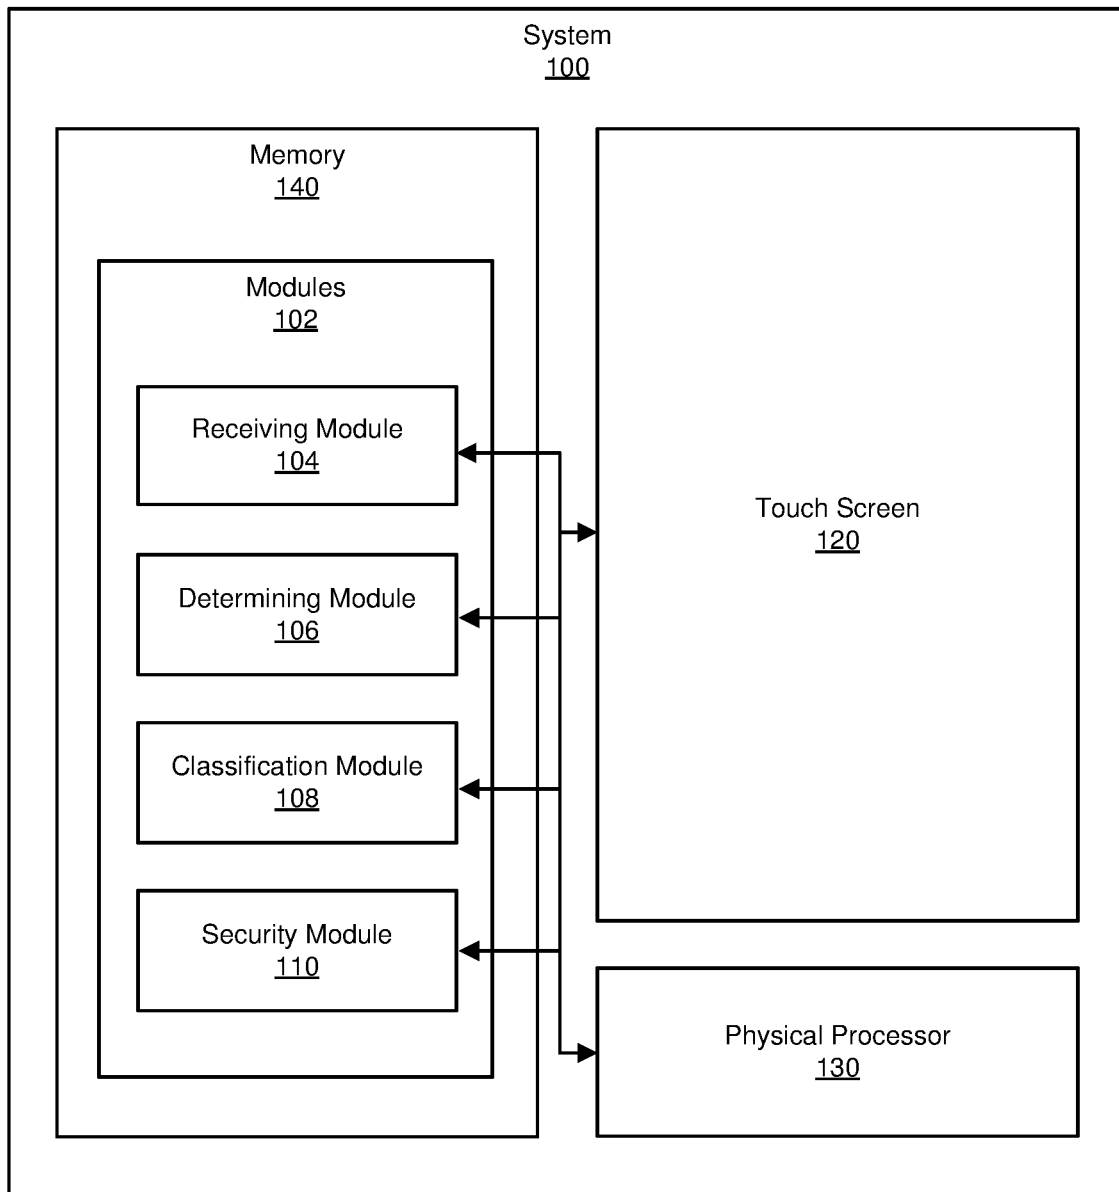 System
100
Memory
140
Modules
102
Receiving Module
104
Determining Module
106
Classification Module
108
Security Module
110
Touch Screen
120
Physical Processor
130